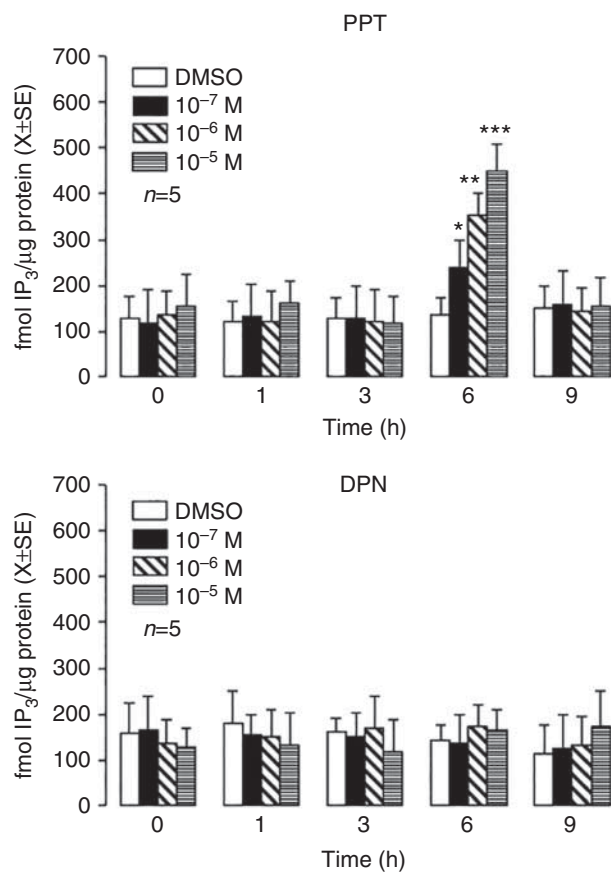 PPT
fmol IP₃/µg protein (X±SE)
700
600
500
400
300
200
100
0
DMSO
10⁻⁷ M
10⁻⁶ M
10⁻⁵ M
n=5
*
**
***
0 1 3 6 9
Time (h)
DPN
fmol IP₃/µg protein (X±SE)
700
600
500
400
300
200
100
0
DMSO
10⁻⁷ M
10⁻⁶ M
10⁻⁵ M
n=5
0 1 3 6 9
Time (h)